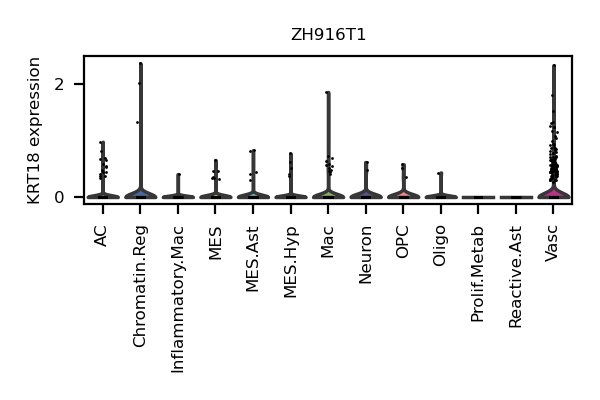 ZH916T1
KRT18 expression
2
0
AC
Chromatin.Reg
Inflammatory.Mac
MES
MES.Ast
MES.Hyp
Mac
Neuron
OPC
Oligo
Prolif.Metab
Reactive.Ast
Vasc